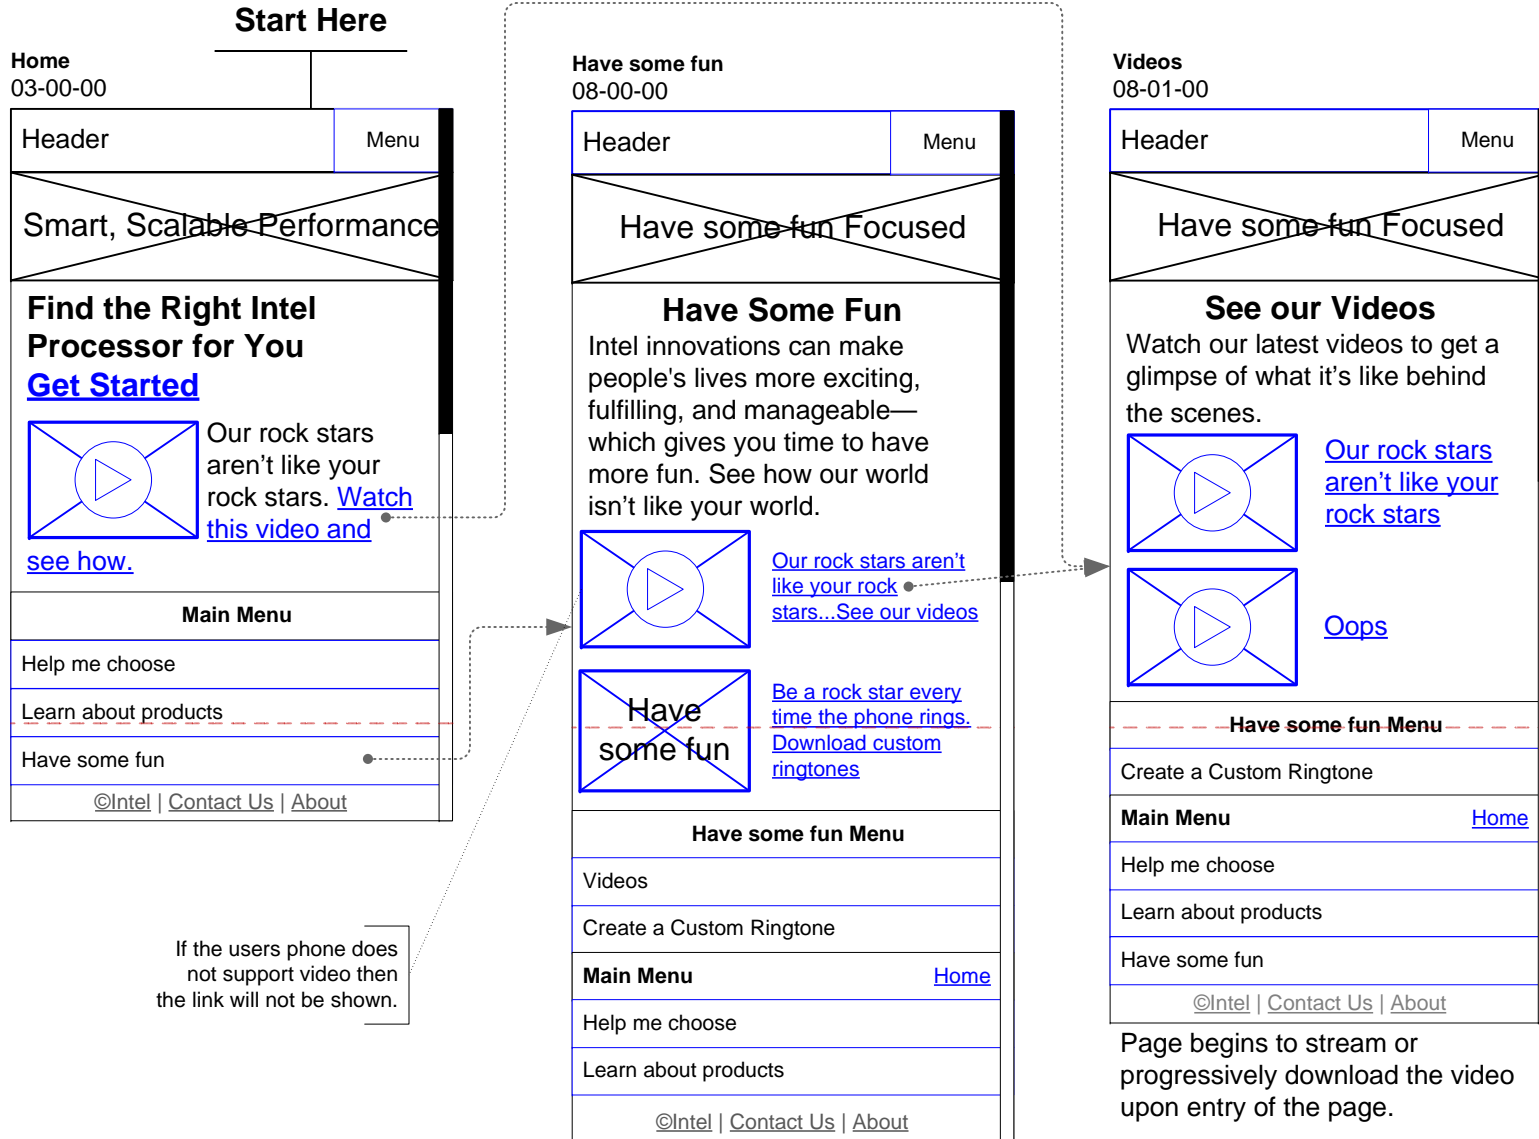 Start Here
Home
03-00-00
Header
Menu
Smart, Scalable Performance
Find the Right Intel
Processor for You
Get Started
Our rock stars
aren’t like your
rock stars. Watch
this video and
see how.
Main Menu
Help me choose
Learn about products
Have some fun
©Intel | Contact Us | About
If the users phone does
not support video then
the link will not be shown.
Have some fun
08-00-00
Header
Menu
Have some fun Focused
Have Some Fun
Intel innovations can make
people's lives more exciting,
fulfilling, and manageable—
which gives you time to have
more fun. See how our world
isn’t like your world.
Our rock stars aren’t
like your rock
stars...See our videos
Have
some fun
Be a rock star every
time the phone rings.
Download custom
ringtones
Have some fun Menu
Videos
Create a Custom Ringtone
Main Menu
Home
Help me choose
Learn about products
©Intel | Contact Us | About
Videos
08-01-00
Header
Menu
Have some fun Focused
See our Videos
Watch our latest videos to get a
glimpse of what it’s like behind
the scenes.
Our rock stars
aren’t like your
rock stars
Oops
Have some fun Menu
Create a Custom Ringtone
Main Menu
Home
Help me choose
Learn about products
Have some fun
©Intel | Contact Us | About
Page begins to stream or
progressively download the video
upon entry of the page.